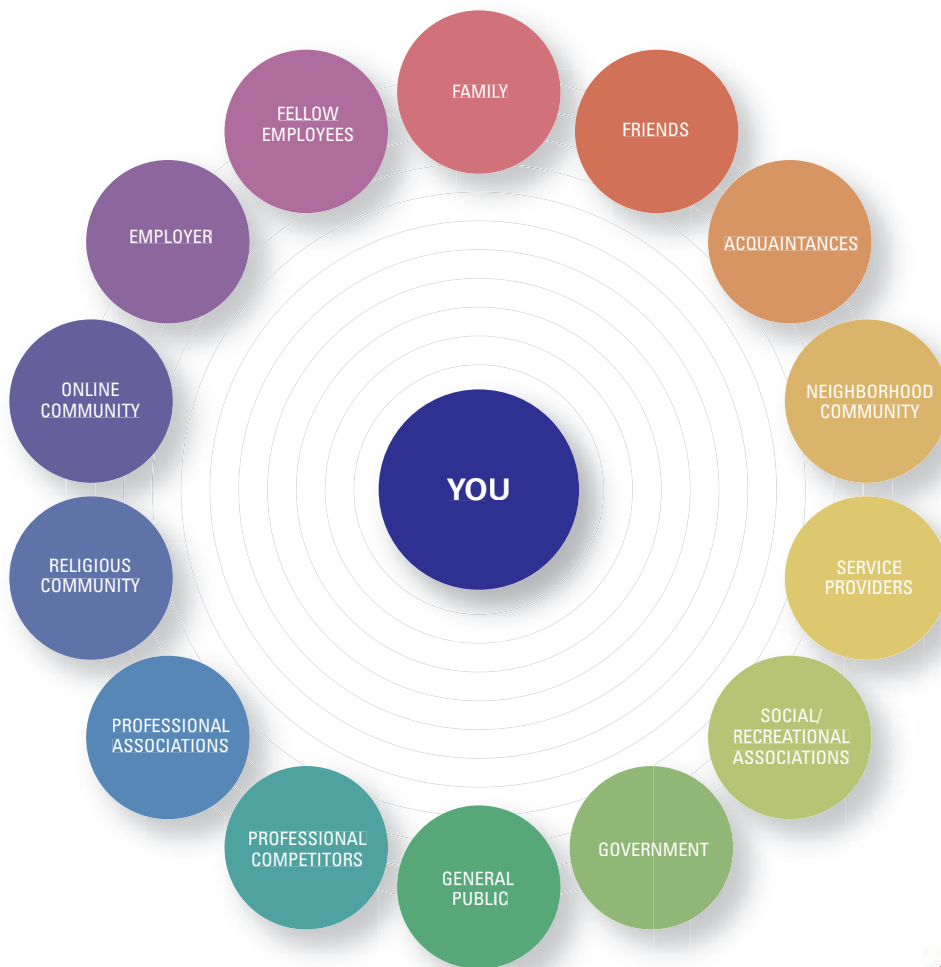 FAMILY
FRIENDS
ACQUAINTANCES
NEIGHBORHOOD
COMMUNITY
SERVICE
PROVIDERS
SOCIAL/
RECREATIONAL
ASSOCIATIONS
GOVERNMENT
GENERAL
PUBLIC
PROFESSIONAL
COMPETITORS
PROFESSIONAL
ASSOCIATIONS
RELIGIOUS
COMMUNITY
ONLINE
COMMUNITY
EMPLOYER
FELLOW
EMPLOYEES
YOU